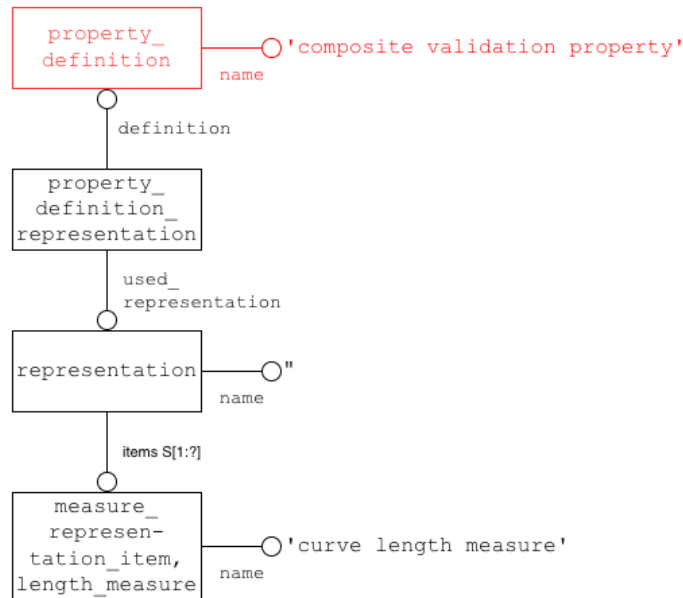 property_
definition
'composite validation property'
name
definition
property_
definition_
representation
used_
representation
representation
"
name
items S[1:?]
measure_
represen-
tation_item,
length_measure
'curve length measure'
name